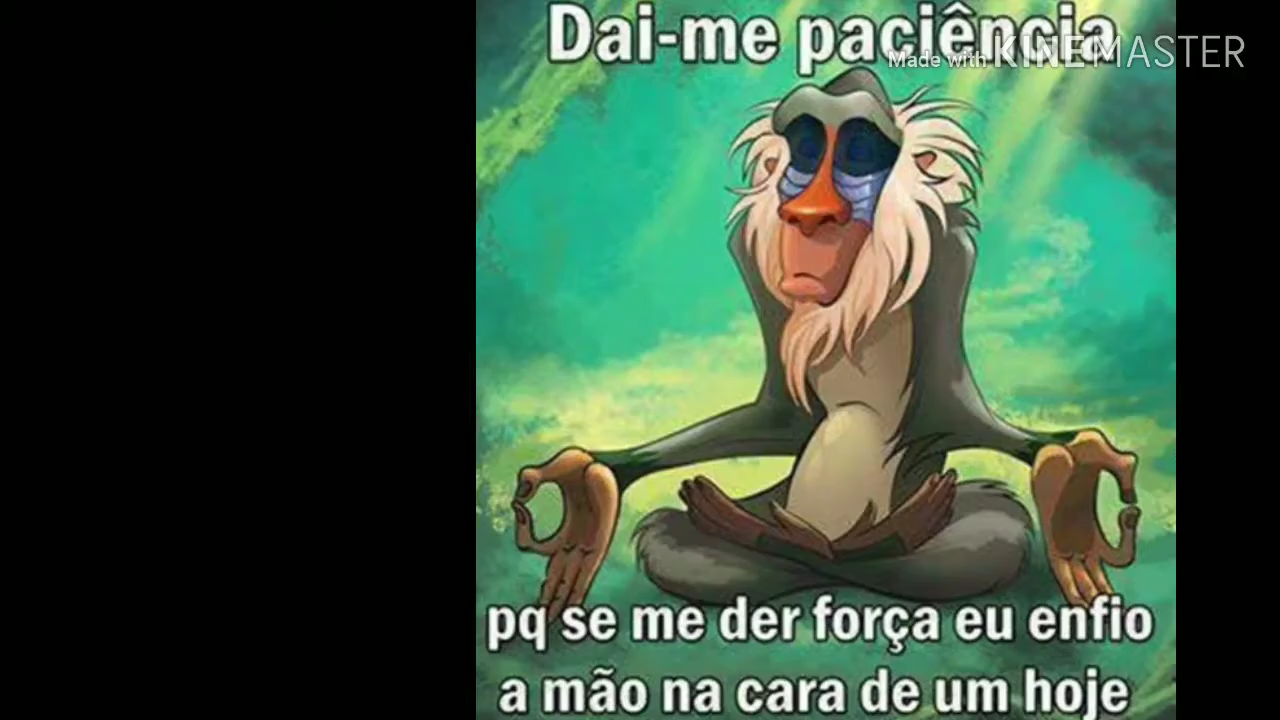 Dai-me paciência
Made with KINEMASTER
pq se me der força eu enfio
a mão na cara de um hoje